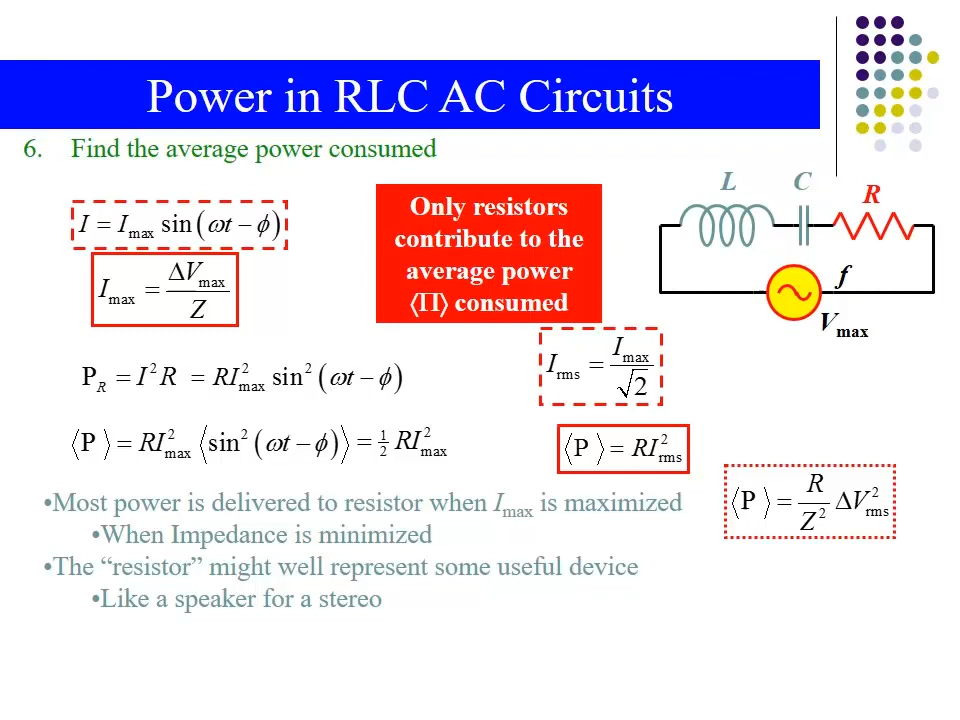 Power in RLC AC Circuits
6. Find the average power consumed
I = I_max sin(ωt − ϕ)
I_max = ΔV_max / Z
Only resistors
contribute to the
average power
⟨Π⟩ consumed
L C R
f
V_max
P_R = I² R = RI²_max sin² (ωt − ϕ)
I_rms = I_max / √2
⟨P⟩ = RI²_max ⟨sin² (ωt − ϕ)⟩ = ½ RI²_max
⟨P⟩ = RI²_rms
⟨P⟩ = R / Z² ΔV²_rms
•Most power is delivered to resistor when I_max is maximized
•When Impedance is minimized
•The “resistor” might well represent some useful device
•Like a speaker for a stereo